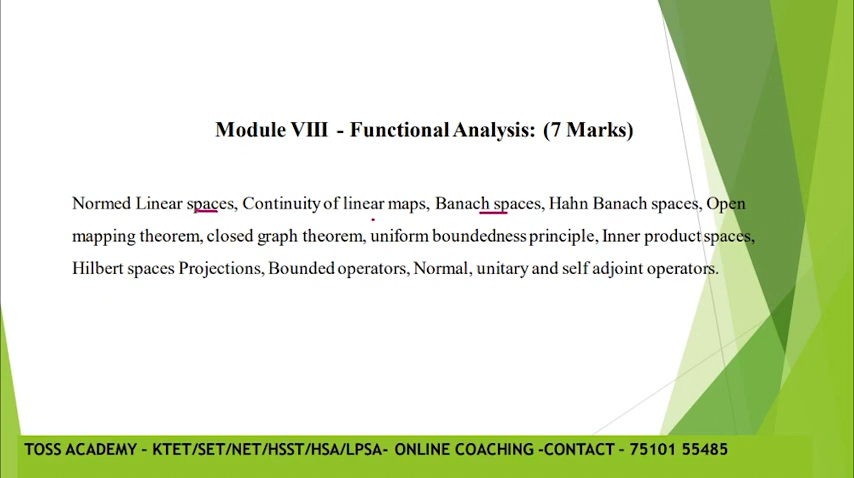 Module VIII - Functional Analysis: (7 Marks)
Normed Linear spaces, Continuity of linear maps, Banach spaces, Hahn Banach spaces, Open
mapping theorem, closed graph theorem, uniform boundedness principle, Inner product spaces,
Hilbert spaces Projections, Bounded operators, Normal, unitary and self adjoint operators.
TOSS ACADEMY - KTET/SET/NET/HSST/HSA/LPSA- ONLINE COACHING -CONTACT - 75101 55485